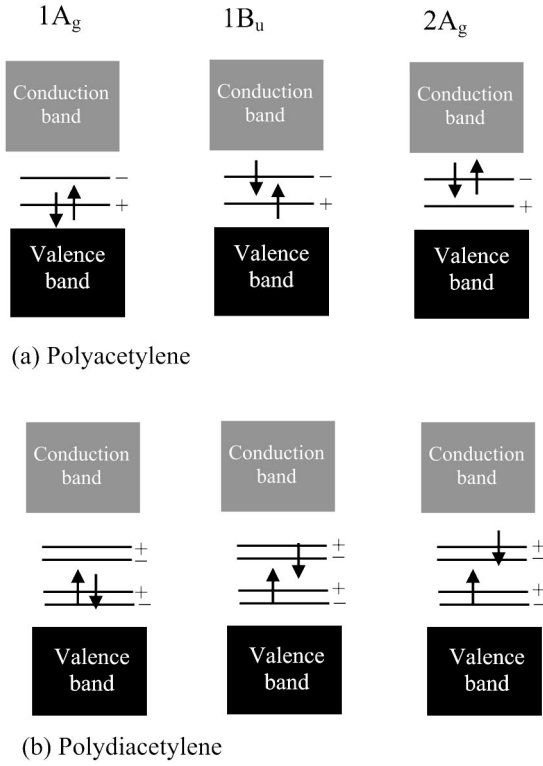 1Ag 1Bu 2Ag
Conduction band Conduction band Conduction band
− − −
+ + +
Valence band Valence band Valence band
(a) Polyacetylene
Conduction band Conduction band Conduction band
+ + +
− − −
+ + +
− − −
Valence band Valence band Valence band
(b) Polydiacetylene